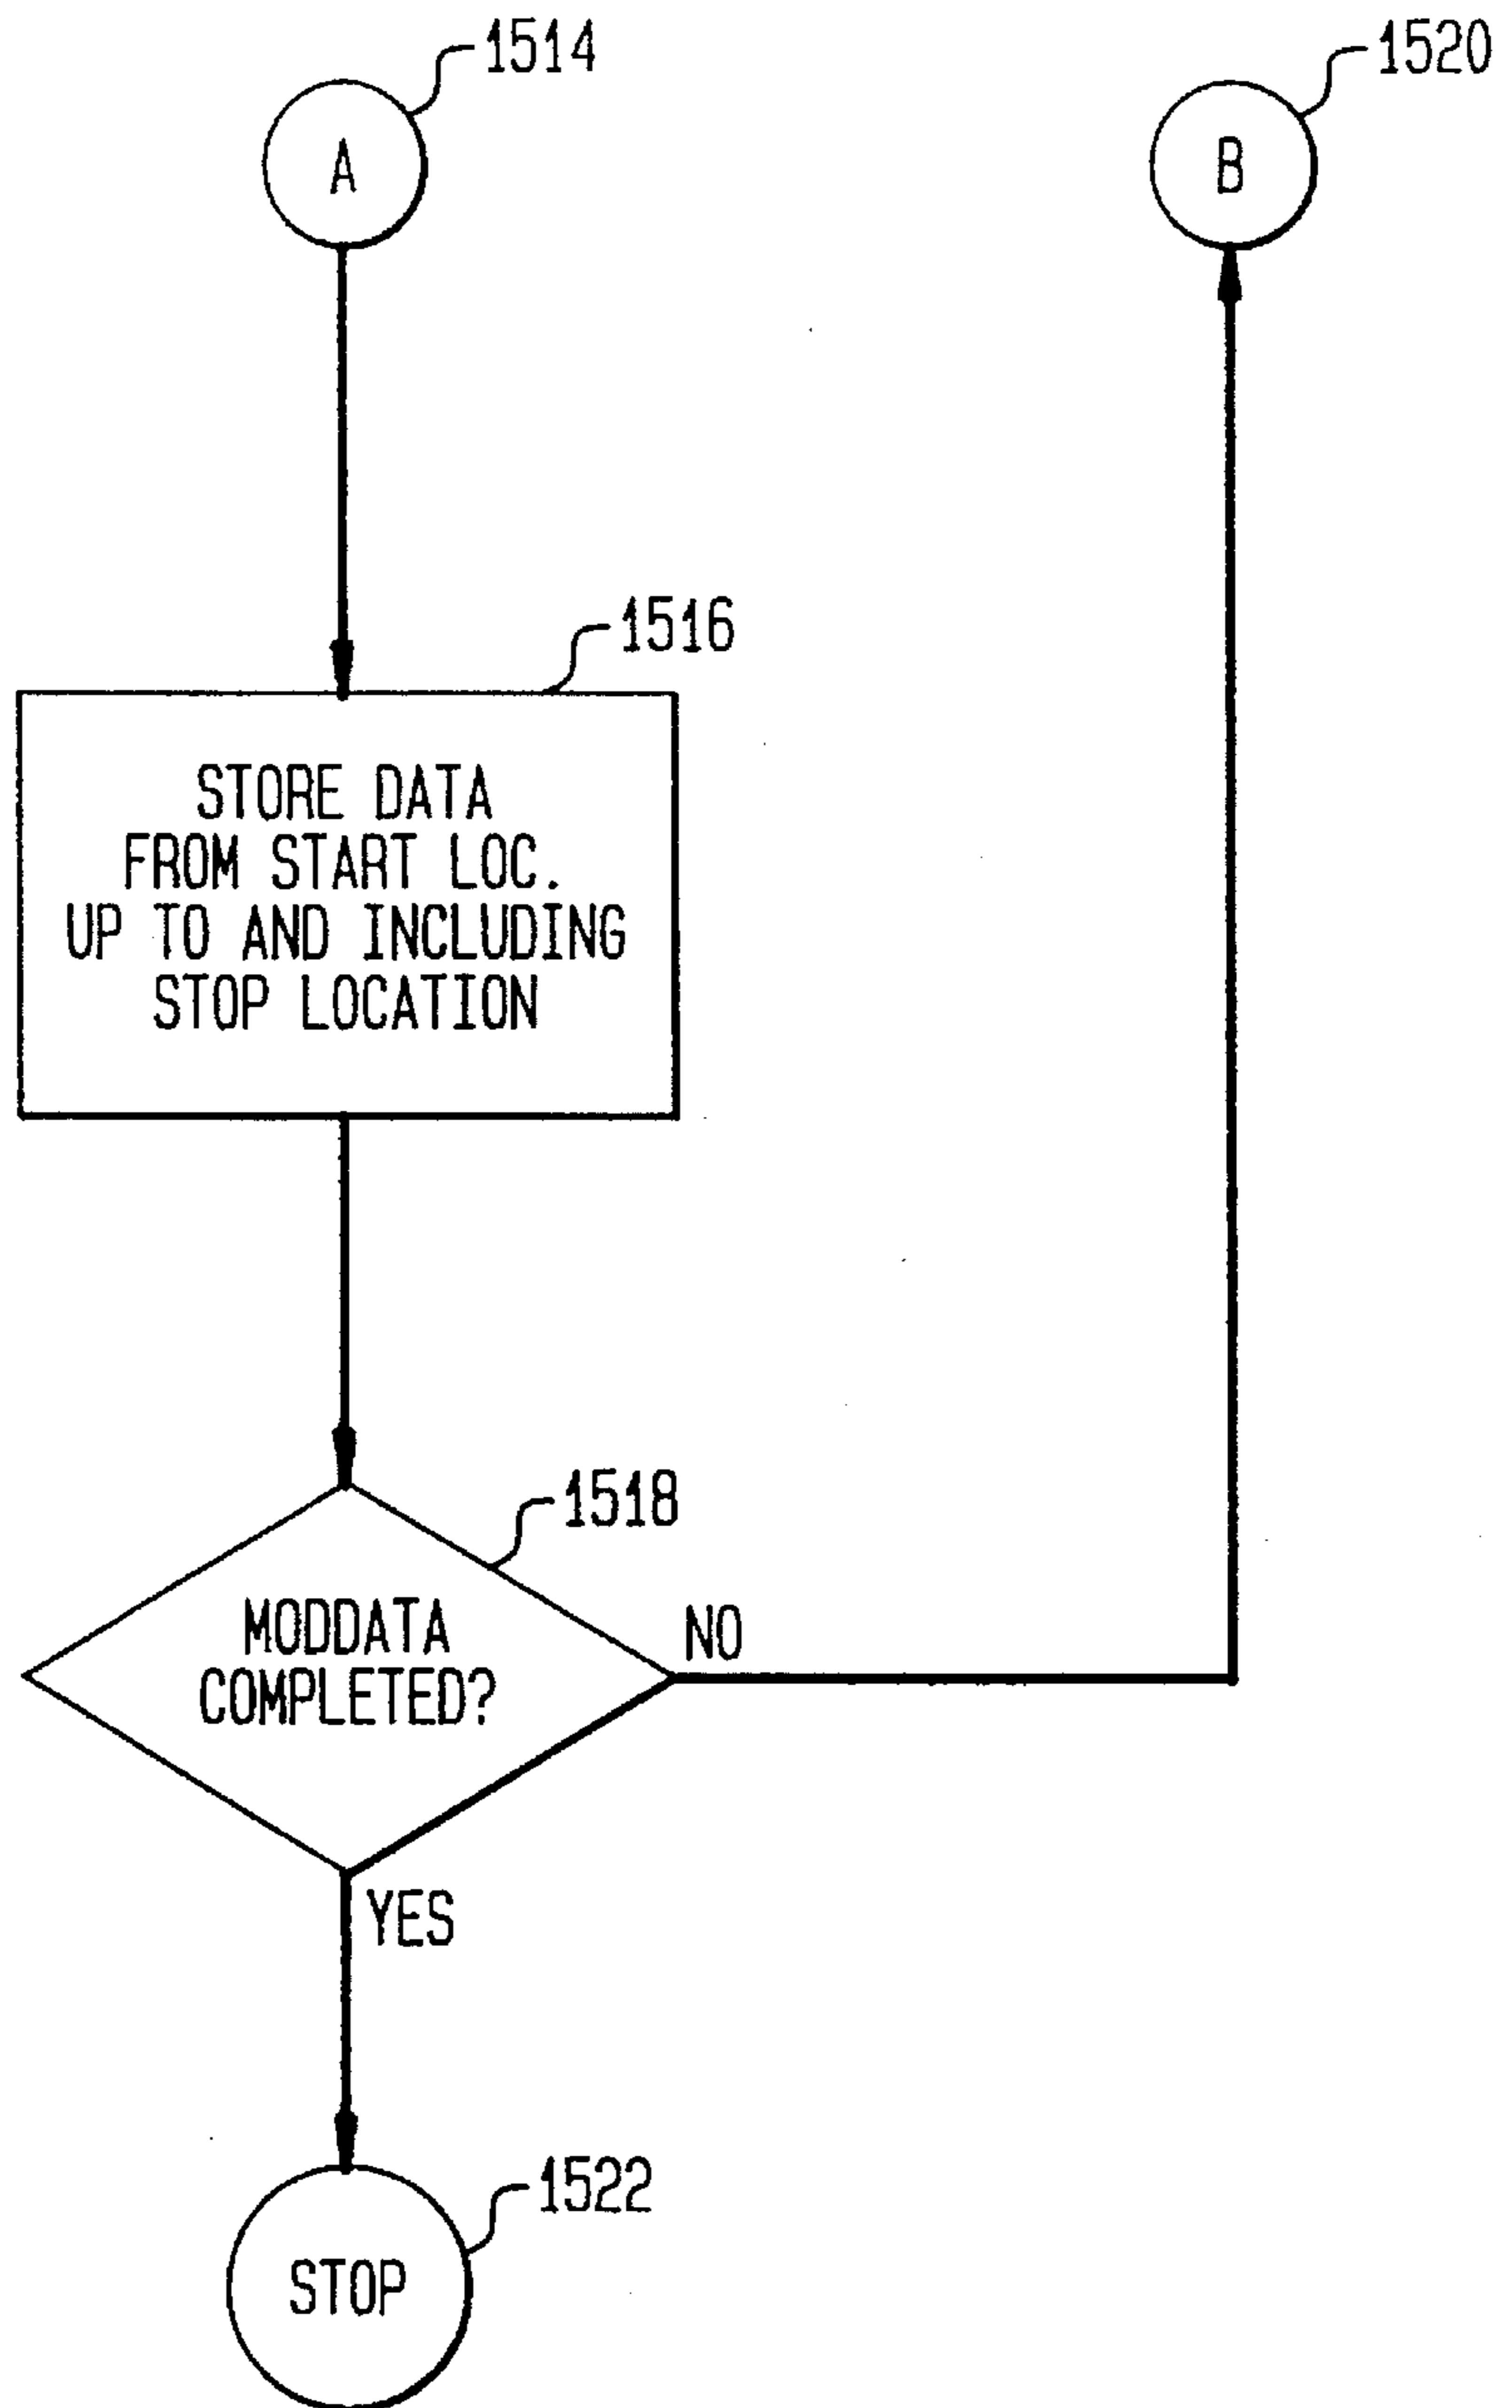 1514
A
1520
B
1516
STORE DATA
FROM START LOC.
UP TO AND INCLUDING
STOP LOCATION
1518
MODDATA
COMPLETED?
NO
YES
1522
STOP